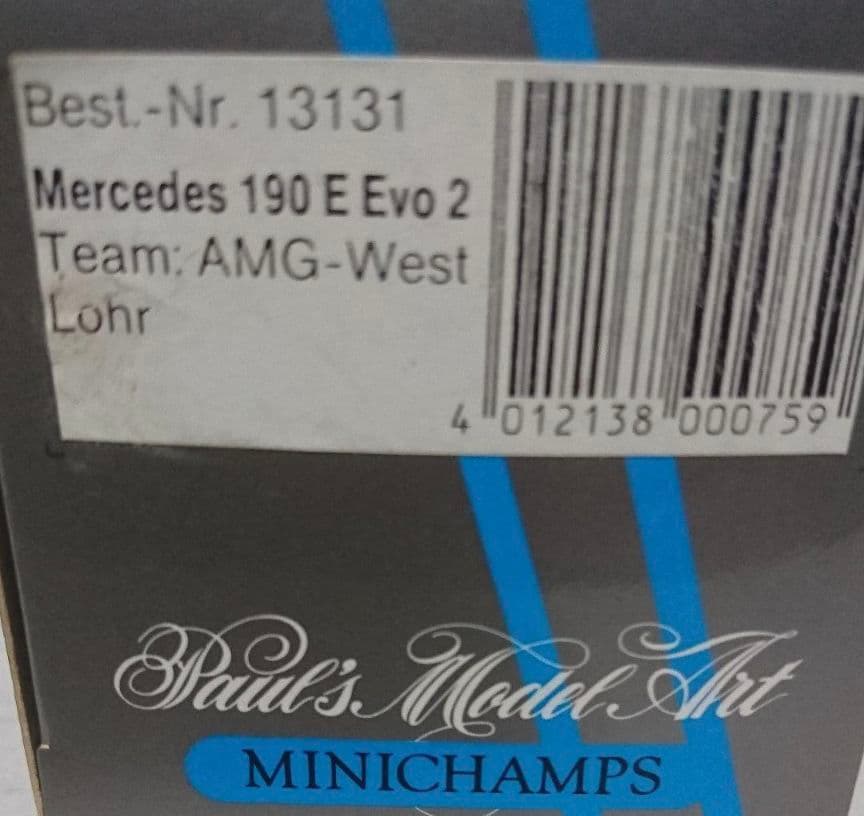 Best.-Nr. 13131
Mercedes 190 E Evo 2
Team: AMG-West
Lohr
4 012138 000759
Paul's Model Art
MINICHAMPS